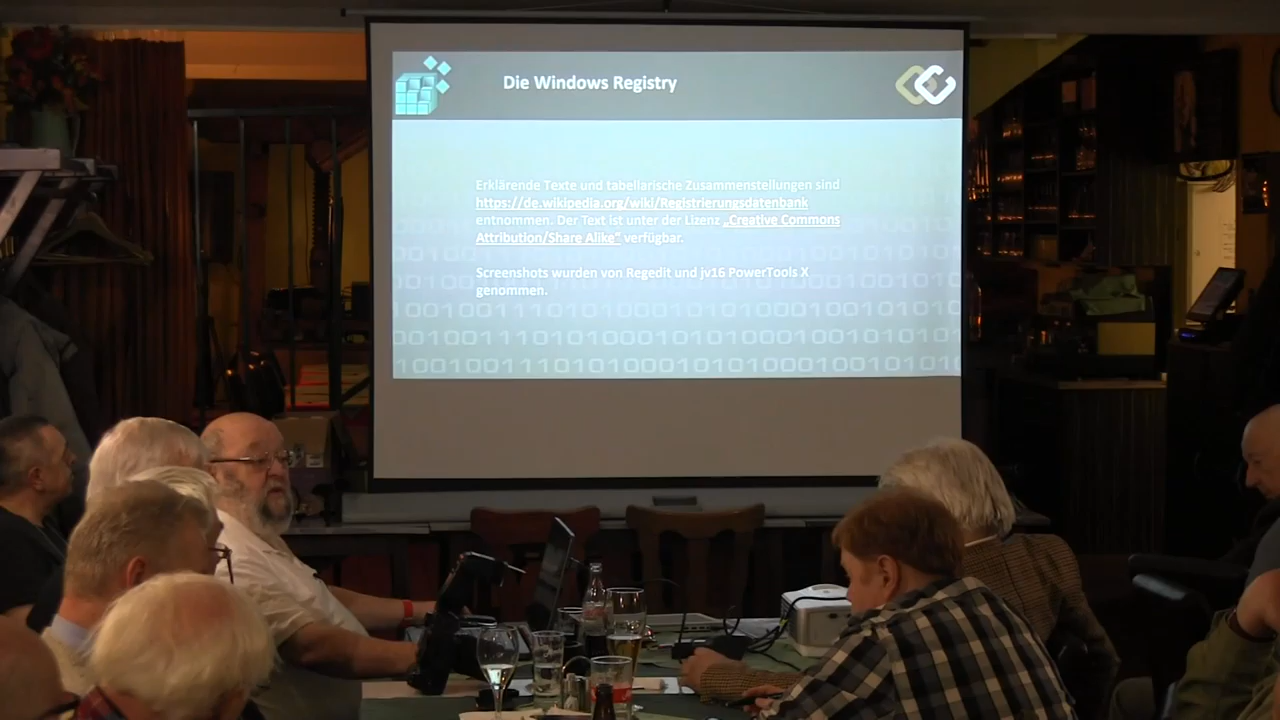 Die Windows Registry
Erklärende Texte und tabellarische Zusammenstellungen sind
https://de.wikipedia.org/wiki/Registrierungsdatenbank
entnommen. Der Text ist unter der Lizenz „Creative Commons
Attribution/Share Alike“ verfügbar.
Screenshots wurden von Regedit und jv16 PowerTools X
genommen.